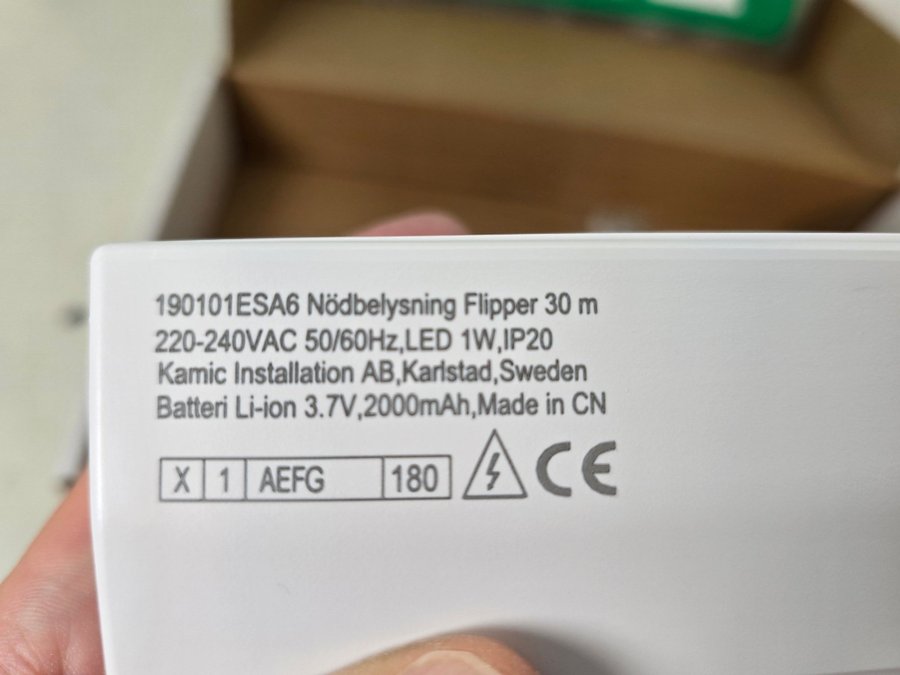 190101ESA6 Nödbelysning Flipper 30 m
220-240VAC 50/60Hz,LED 1W,IP20
Kamic Installation AB,Karlstad,Sweden
Batteri Li-ion 3.7V,2000mAh,Made in CN
X 1 AEFG 180 CE